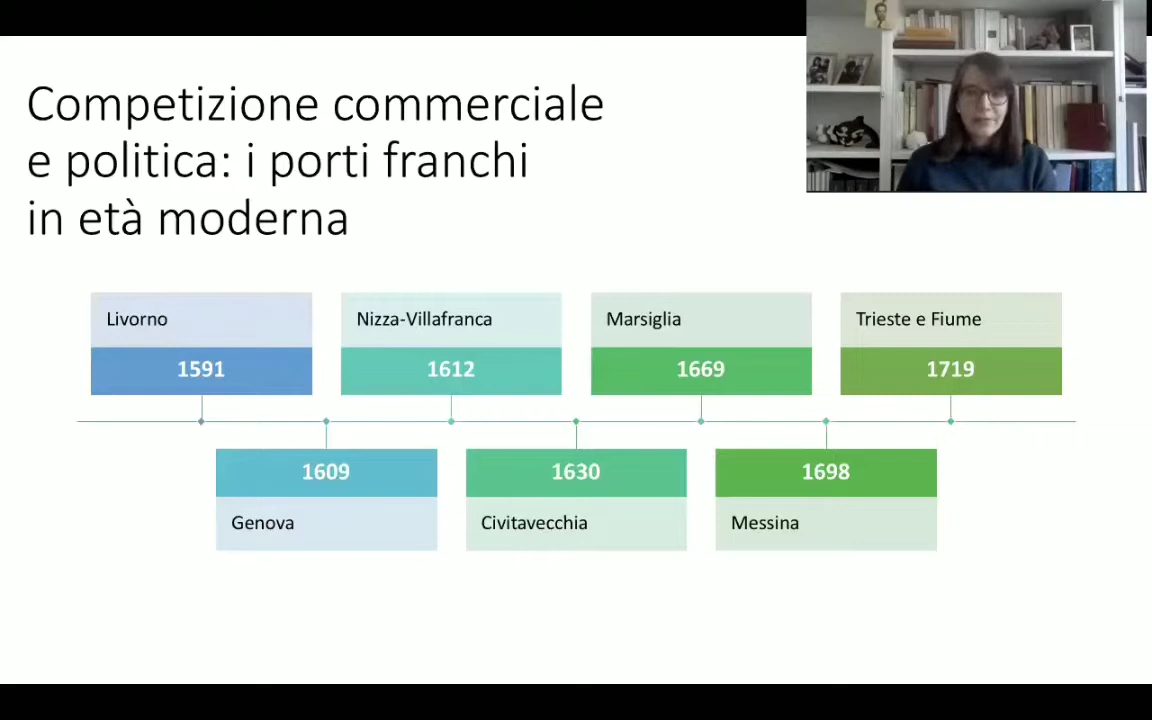 Competizione commerciale
e politica: i porti franchi
in età moderna
Livorno
1591
Nizza-Villafranca
1612
Marsiglia
1669
Trieste e Fiume
1719
1609
Genova
1630
Civitavecchia
1698
Messina